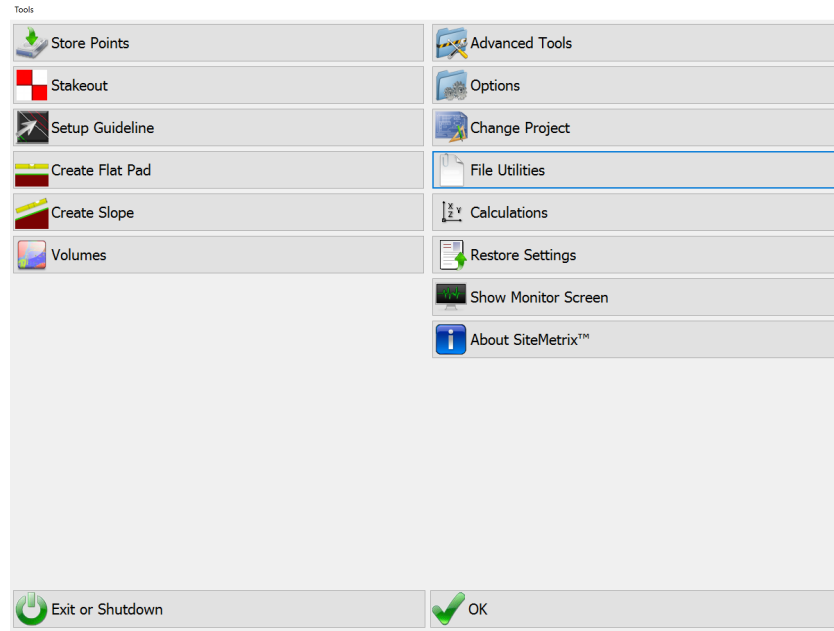 Tools
Store Points
Stakeout
Setup Guideline
Create Flat Pad
Create Slope
Volumes
Advanced Tools
Options
Change Project
File Utilities
Calculations
Restore Settings
Show Monitor Screen
About SiteMetrix™
Exit or Shutdown
OK